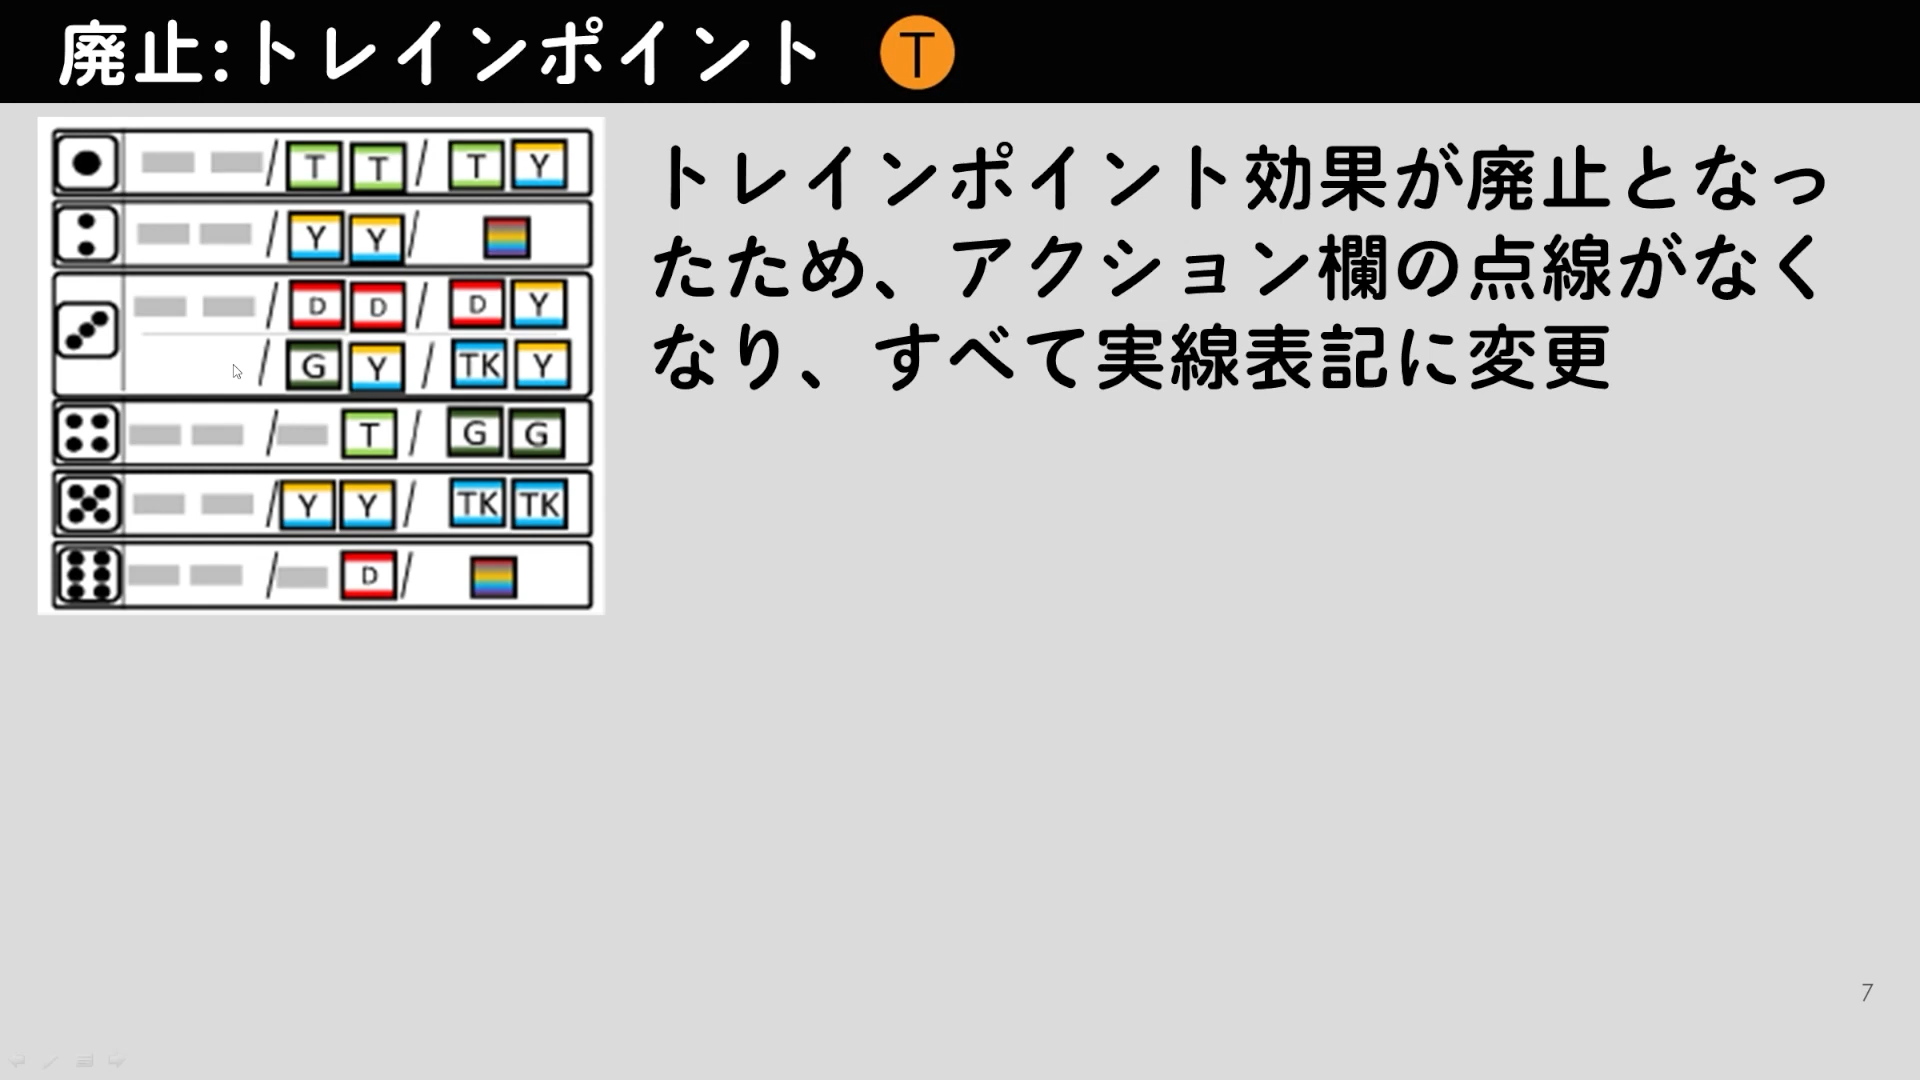 廃止:トレインポイント T
トレインポイント効果が廃止となっ
たため、アクション欄の点線がなく
なり、すべて実線表記に変更
/ T T / T Y
/ Y Y /
/ D D / D Y
/ G Y / TK Y
/ T / G G
/ Y Y / TK TK
/ D /
7